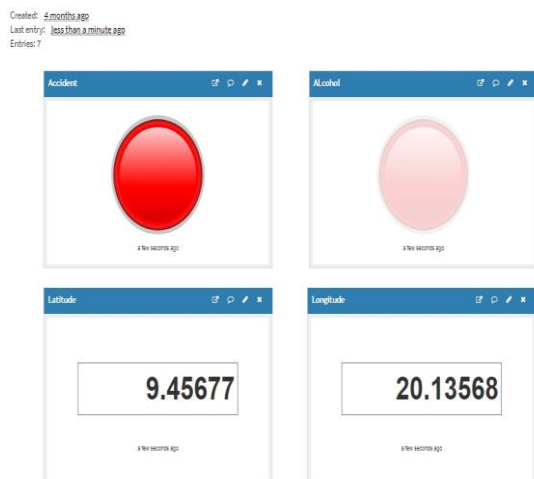 Created: 4 months ago
Last entry: less than a minute ago
Entries: 7
Accident
ALcohol
a few seconds ago
a few seconds ago
Latitude
Longitude
9.45677
20.13568
a few seconds ago
a few seconds ago